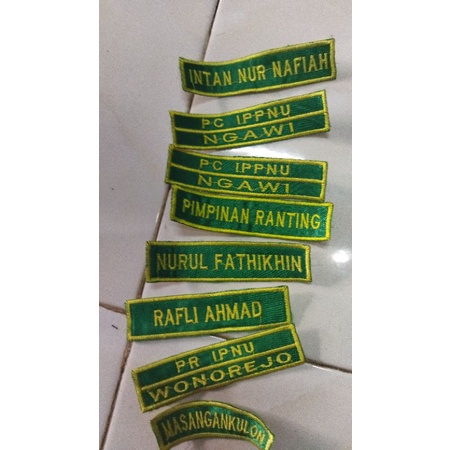 INTAN NUR NAFIAH
PC IPPNU
NGAWI
PC IPPNU
NGAWI
PIMPINAN RANTING
NURUL FATHIKHIN
RAFLI AHMAD
PR IPNU
WONOREJO
MASANGANKULON